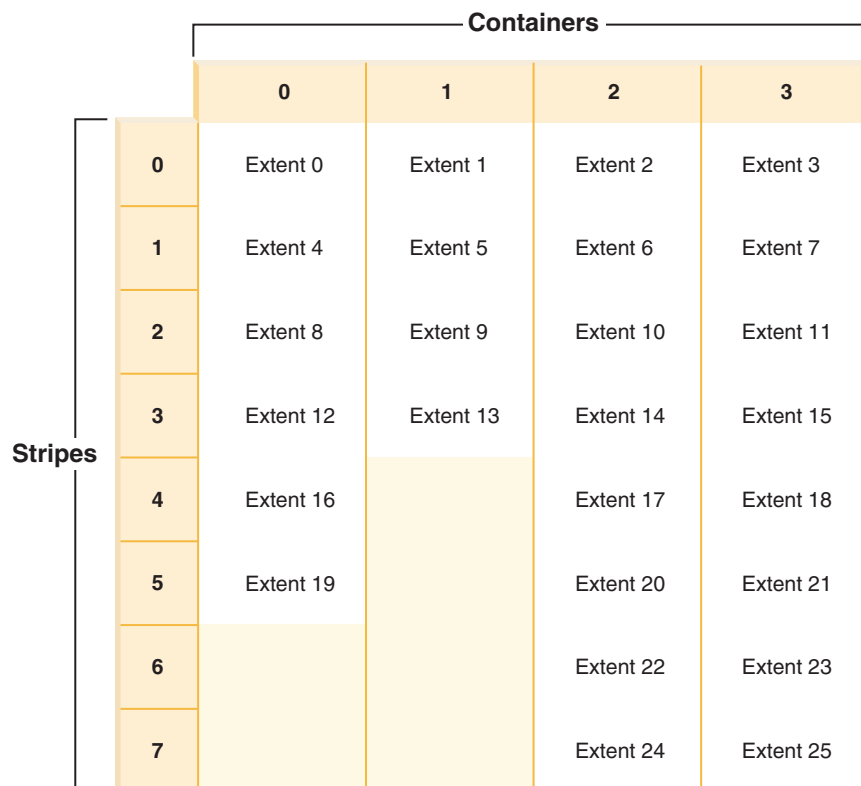 Containers
0 1 2 3
0 Extent 0 Extent 1 Extent 2 Extent 3
1 Extent 4 Extent 5 Extent 6 Extent 7
2 Extent 8 Extent 9 Extent 10 Extent 11
3 Extent 12 Extent 13 Extent 14 Extent 15
Stripes
4 Extent 16 Extent 17 Extent 18
5 Extent 19 Extent 20 Extent 21
6 Extent 22 Extent 23
7 Extent 24 Extent 25